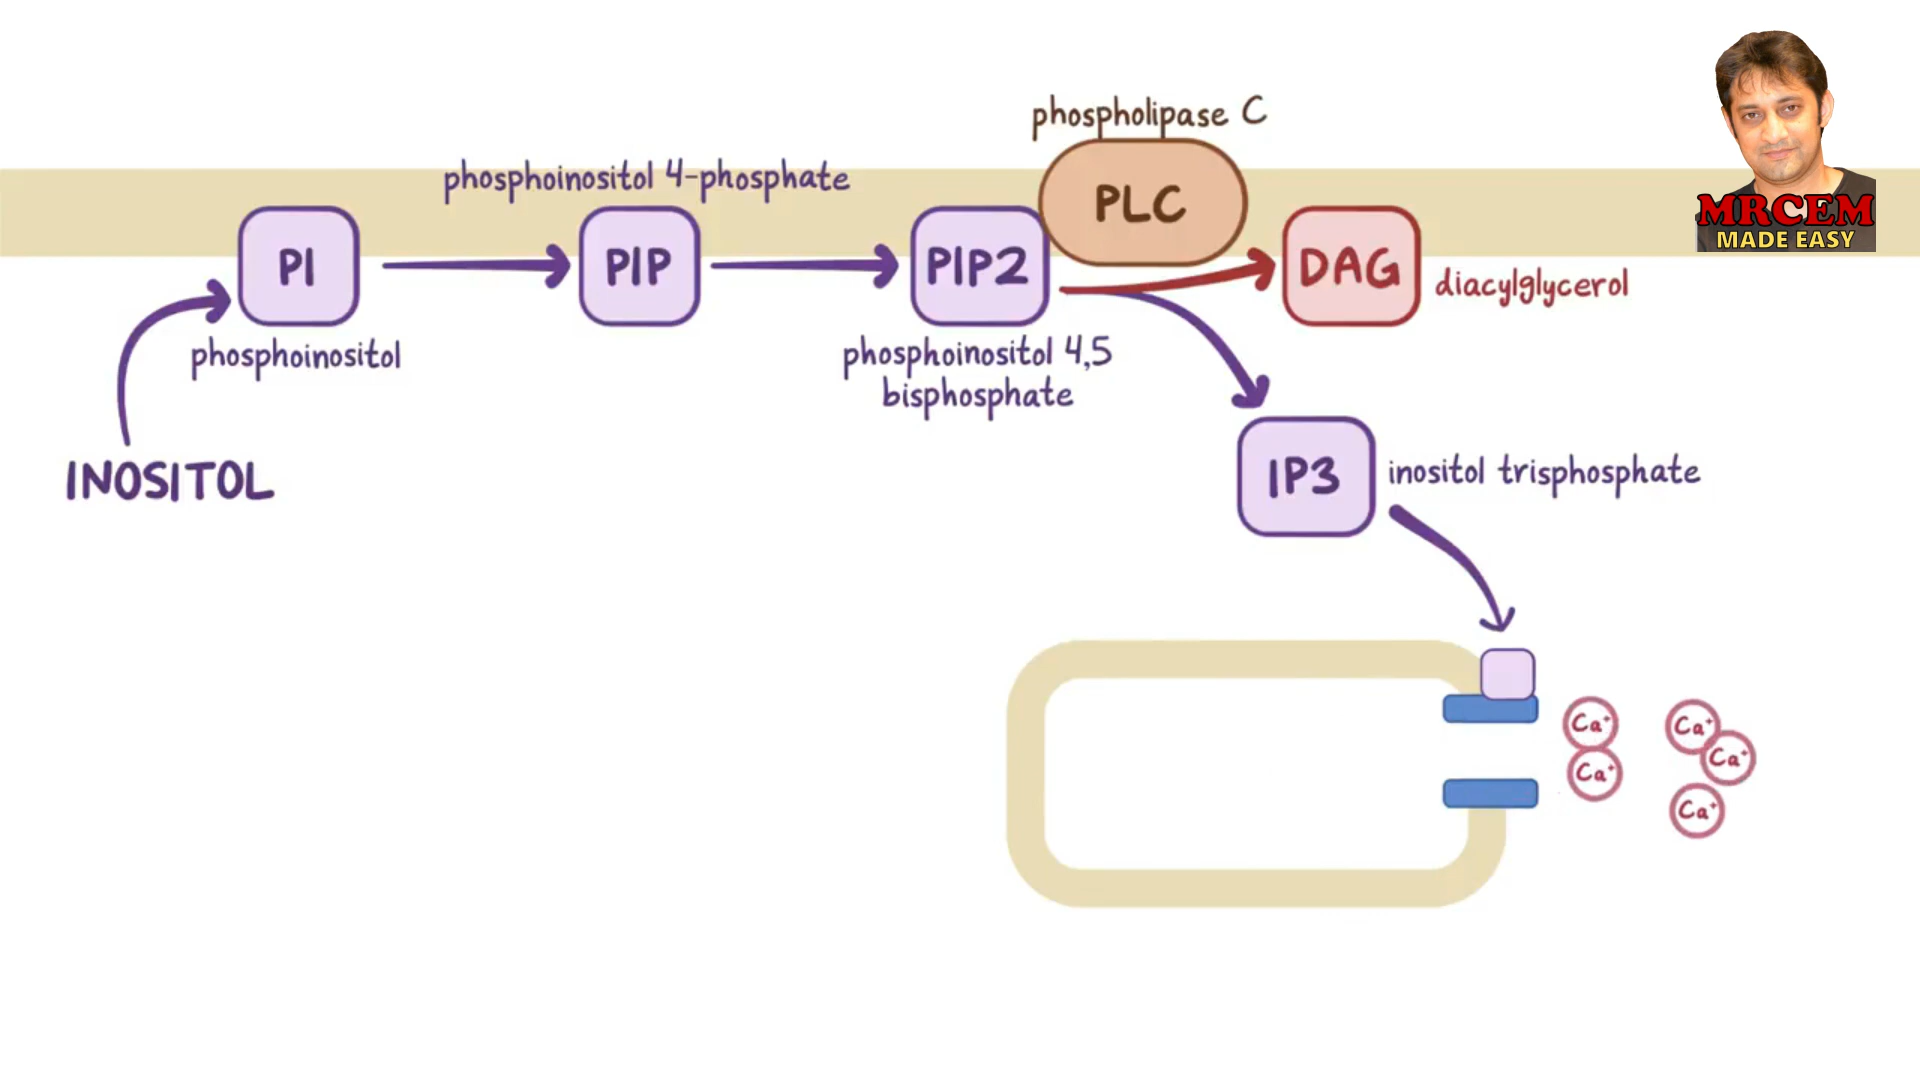 phospholipase C
phosphoinositol 4-phosphate
PLC
MRCEM
MADE EASY
PI
PIP
PIP2
DAG
diacylglycerol
phosphoinositol
phosphoinositol 4,5
bisphosphate
INOSITOL
IP3
inositol trisphosphate
Ca⁺
Ca⁺
Ca⁺
Ca⁺
Ca⁺